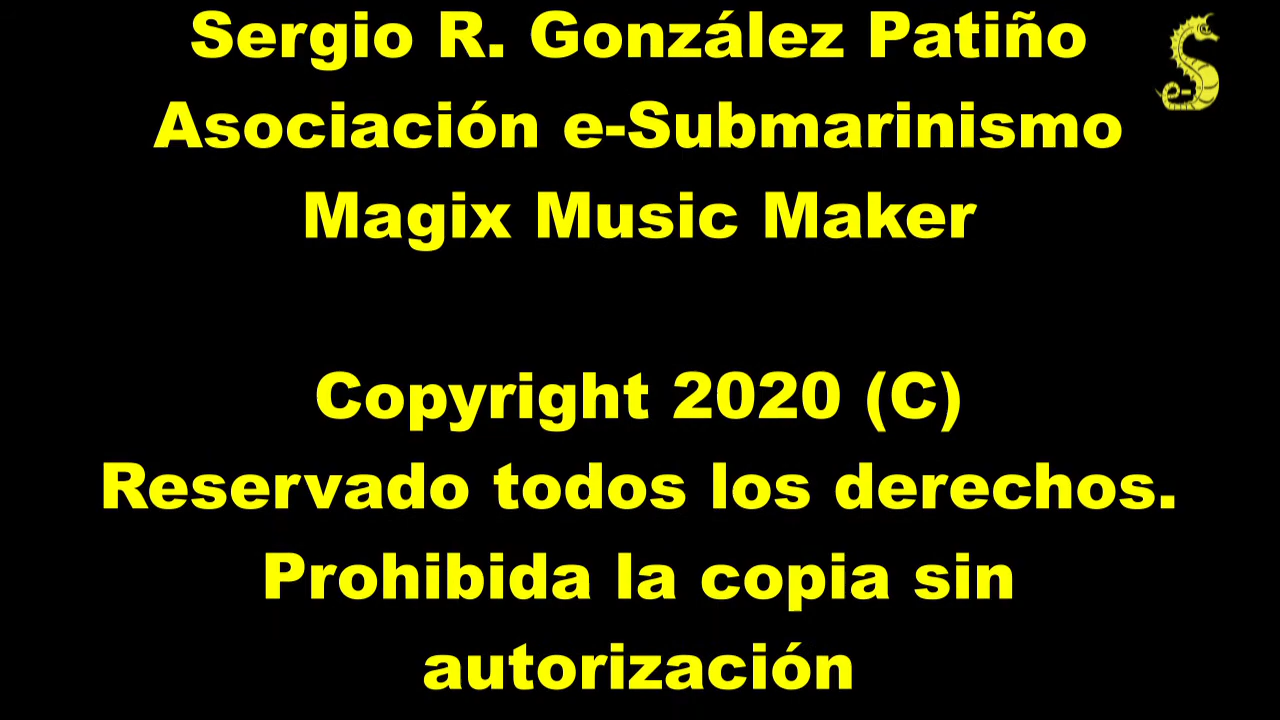 Sergio R. González Patiño
Asociación e-Submarinismo
Magix Music Maker
Copyright 2020 (C)
Reservado todos los derechos.
Prohibida la copia sin
autorización
e-S